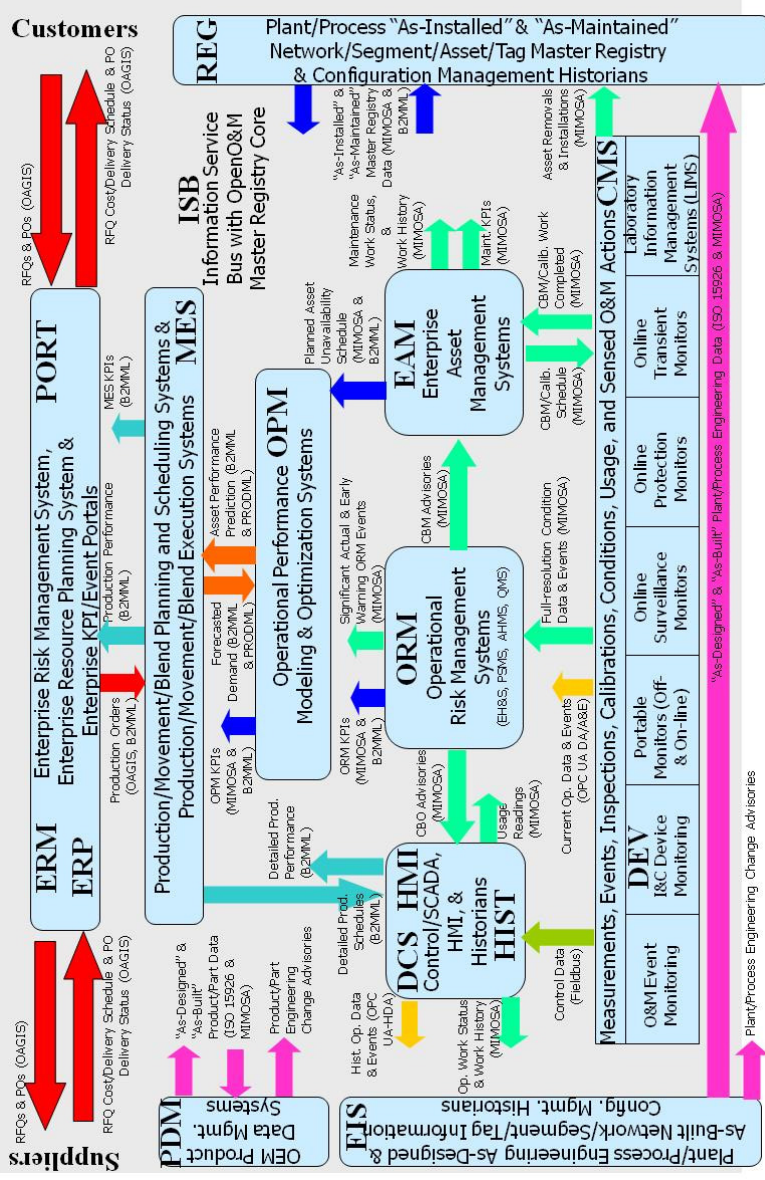 Suppliers
RFQs & POs (OAGIS)
RFQ Cost/Delivery Schedule & PO
Delivery Status (OAGIS)
ERM
ERP
Enterprise Risk Management System,
Enterprise Resource Planning System &
Enterprise KPI/Event Portals
PORT
Customers
RFQs & POs (OAGIS)
RFQ Cost/Delivery Schedule & PO
Delivery Status (OAGIS)
Production Orders
(OAGIS, B2MML)
Production Performance
(B2MML)
MES KPIs
(B2MML)
Production/Movement/Blend Planning and Scheduling Systems &
Production/Movement/Blend Execution Systems
MES
ISB
Information Service
Bus with OpenO&M
Master Registry Core
PDM
OEM Product
Data Mgmt.
Systems
"As-Designed" &
"As-Built"
Product/Part Data
(ISO 15926 &
MIMOSA)
Product/Part
Engineering
Change Advisories
Detailed Prod.
Schedules
(B2MML)
Detailed Prod.
Performance
(B2MML)
OPM KPIs
(MIMOSA &
B2MML)
Forecasted
Demand (B2MML
& PRODML)
Asset Performance
Prediction (B2MML
& PRODML)
Operational Performance
Modeling & Optimization Systems
OPM
Planned Asset
Unavailability
Schedule
(MIMOSA &
B2MML)
ORM KPIs
(MIMOSA &
B2MML)
Significant Actual & Early
Warning ORM Events
(MIMOSA)
REG
Plant/Process "As-Installed" & "As-Maintained"
Network/Segment/Asset/Tag Master Registry
& Configuration Management Historians
"As-Installed" &
"As-Maintained"
Master Registry
Data (MIMOSA &
B2MML)
EIS
Plant/Process Engineering As-Designed &
As-Built Network/Segment/Tag Information
Config. Mgmt. Historians
Hist. Op. Data
& Events (OPC
UA-HDA)
Op. Work Status
& Work History
(MIMOSA)
DCS HMI
Control/SCADA,
HMI, &
Historians
HIST
CBO Advisories
(MIMOSA)
Usage
Readings
(MIMOSA)
ORM
Operational
Risk Management
Systems
(EH&S, PSMS, AHMS, QMS)
CBM Advisories
(MIMOSA)
EAM
Enterprise
Asset
Management
Systems
Maintenance
Work Status,
&
Work History
(MIMOSA)
Maint. KPIs
(MIMOSA)
Control Data
(Fieldbus)
Current Op. Data & Events
(OPC UA DA/A&E)
Full-resolution Condition
Data & Events (MIMOSA)
CBM/Calib.
Schedule
(MIMOSA)
CBM/Calib. Work
Completed
(MIMOSA)
Asset Removals
& Installations
(MIMOSA)
Measurements, Events, Inspections, Calibrations, Conditions, Usage, and Sensed O&M Actions
CMS
O&M Event
Monitoring
DEV
I&C Device
Monitoring
Portable
Monitors (Off-
& On-line)
Online
Surveillance
Monitors
Online
Protection
Monitors
Online
Transient
Monitors
Laboratory
Information
Management
Systems (LIMS)
"As-Designed" & "As-Built" Plant/Process Engineering Data (ISO 15926 & MIMOSA)
Plant/Process Engineering Change Advisories